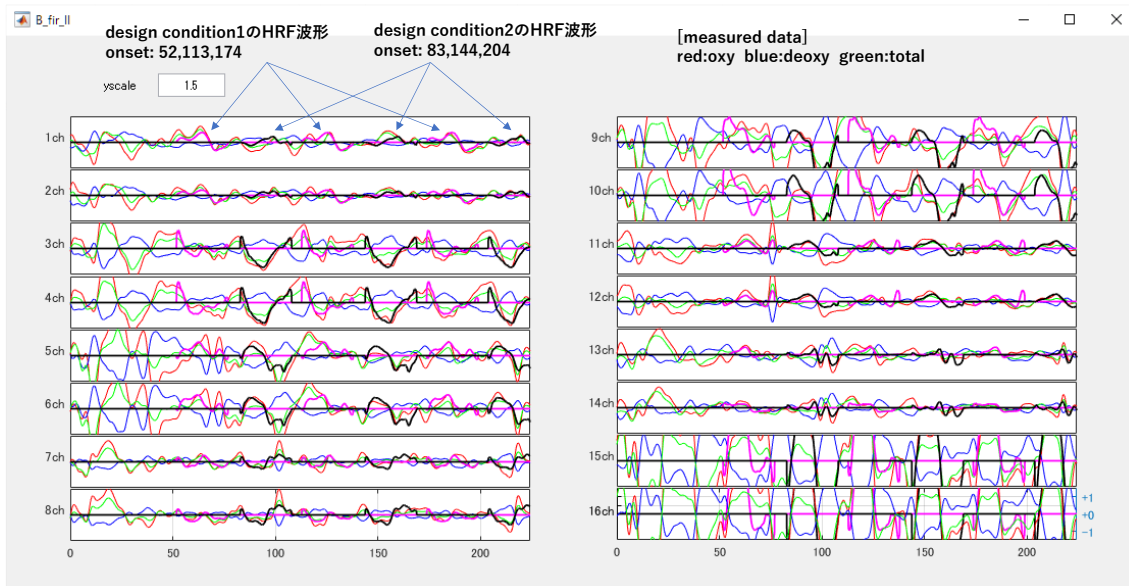 B_fir_II
design condition1のHRF波形
onset: 52,113,174
design condition2のHRF波形
onset: 83,144,204
[measured data]
red:oxy  blue:deoxy  green:total
yscale
1.5
1ch
2ch
3ch
4ch
5ch
6ch
7ch
8ch
0
50
100
150
200
9ch
10ch
11ch
12ch
13ch
14ch
15ch
16ch
+1
+0
−1
0
50
100
150
200